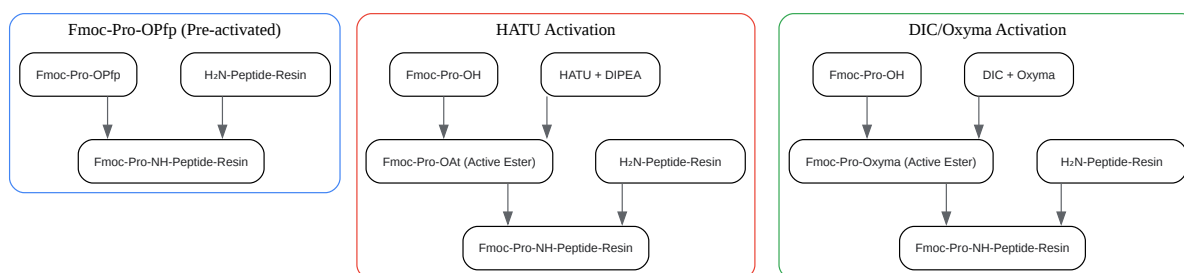 Fmoc-Pro-OPfp (Pre-activated)
Fmoc-Pro-OPfp
H₂N-Peptide-Resin
Fmoc-Pro-NH-Peptide-Resin
HATU Activation
Fmoc-Pro-OH
HATU + DIPEA
Fmoc-Pro-OAt (Active Ester)
H₂N-Peptide-Resin
Fmoc-Pro-NH-Peptide-Resin
DIC/Oxyma Activation
Fmoc-Pro-OH
DIC + Oxyma
Fmoc-Pro-Oxyma (Active Ester)
H₂N-Peptide-Resin
Fmoc-Pro-NH-Peptide-Resin